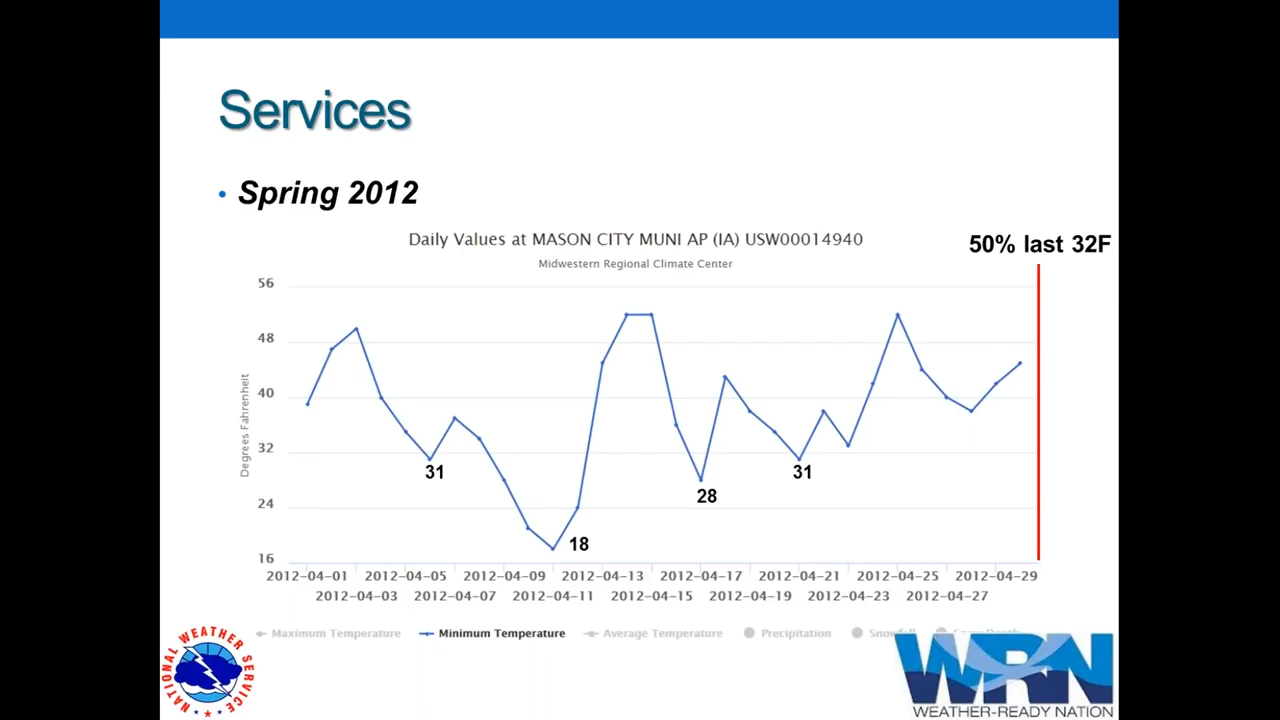 Services
• Spring 2012
Daily Values at MASON CITY MUNI AP (IA) USW00014940
50% last 32F
Midwestern Regional Climate Center
56
48
40
32
24
16
Degrees Fahrenheit
31
18
28
31
2012-04-01 2012-04-05 2012-04-09 2012-04-13 2012-04-17 2012-04-21 2012-04-25 2012-04-29
2012-04-03 2012-04-07 2012-04-11 2012-04-15 2012-04-19 2012-04-23 2012-04-27
Maximum Temperature Minimum Temperature Average Temperature Precipitation
NATIONAL WEATHER SERVICE
WRN
WEATHER-READY NATION